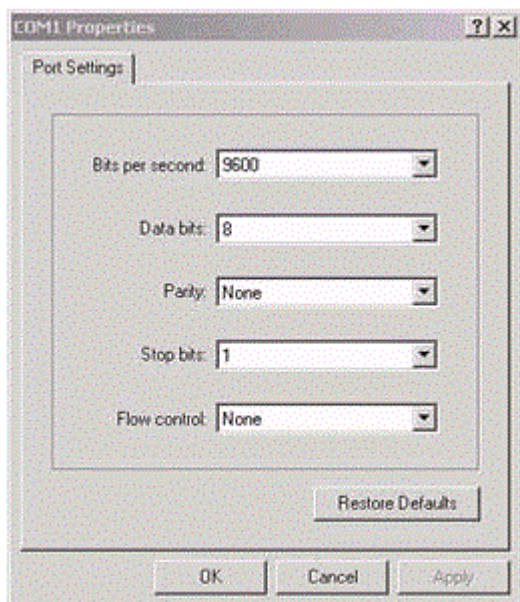 COM1 Properties
Port Settings
Bits per second: 9600
Data bits: 8
Parity: None
Stop bits: 1
Flow control: None
Restore Defaults
OK Cancel Apply